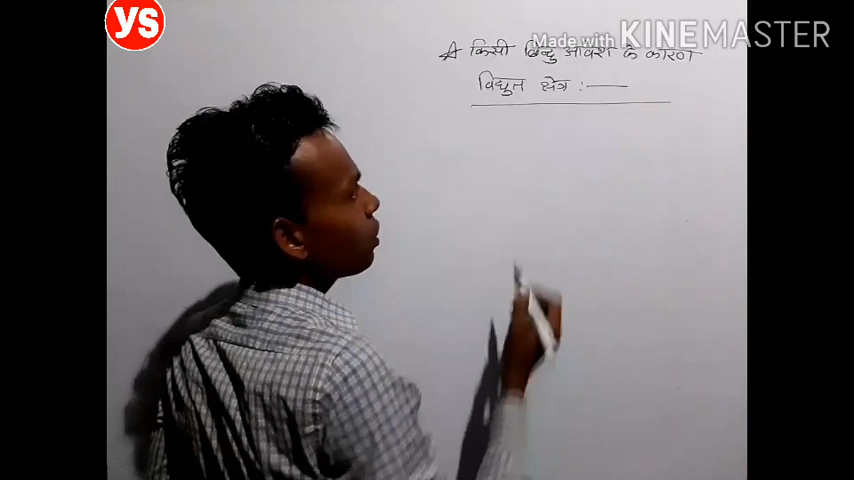 YS
Made with KINEMASTER
☆ किसी बिन्दु आवेश के कारण
विद्युत क्षेत्र :—